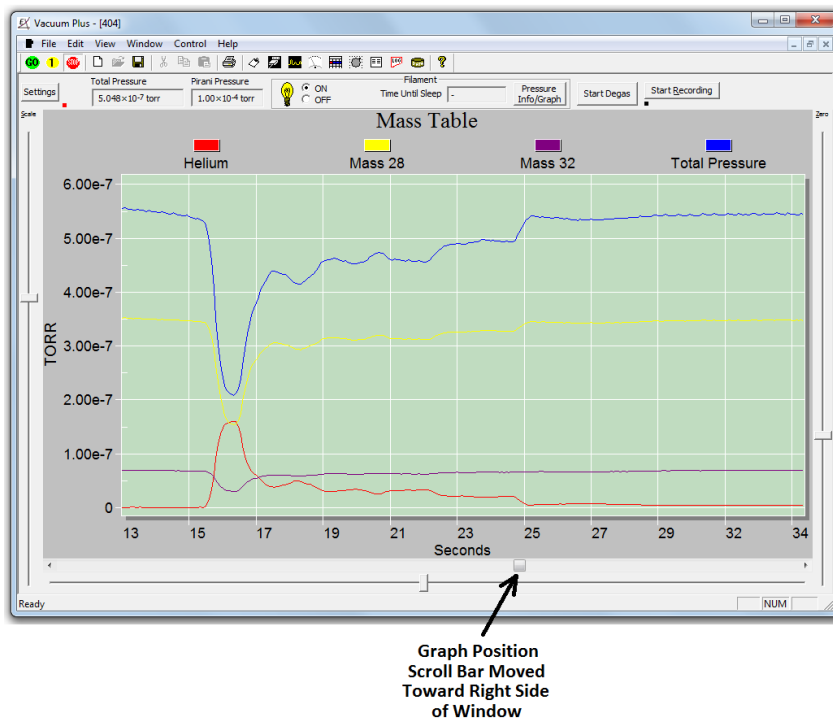 Vacuum Plus - [404]
File Edit View Window Control Help
GO 1 STOP
Settings
Total Pressure
5.048×10-7 torr
Pirani Pressure
1.00×10-4 torr
ON
OFF
Filament
Time Until Sleep -
Pressure
Info/Graph
Start Degas
Start Recording
Scale
Zero
Mass Table
Helium Mass 28 Mass 32 Total Pressure
6.00e-7
5.00e-7
4.00e-7
3.00e-7
2.00e-7
1.00e-7
0
TORR
13 15 17 19 21 23 25 27 29 31 32 34
Seconds
Ready
NUM
Graph Position
Scroll Bar Moved
Toward Right Side
of Window